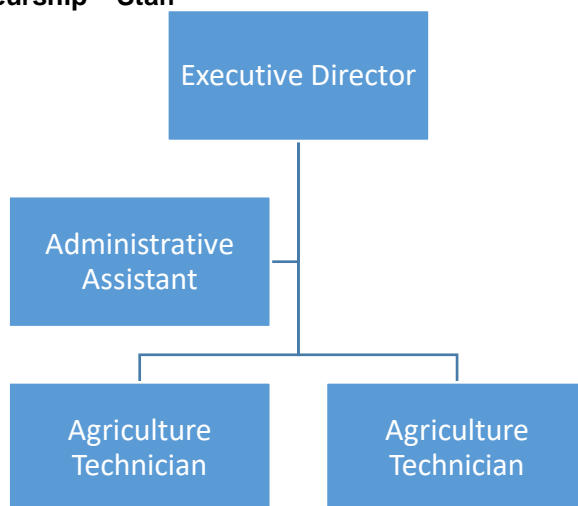 Executive Director
Administrative
Assistant
Agriculture
Technician
Agriculture
Technician